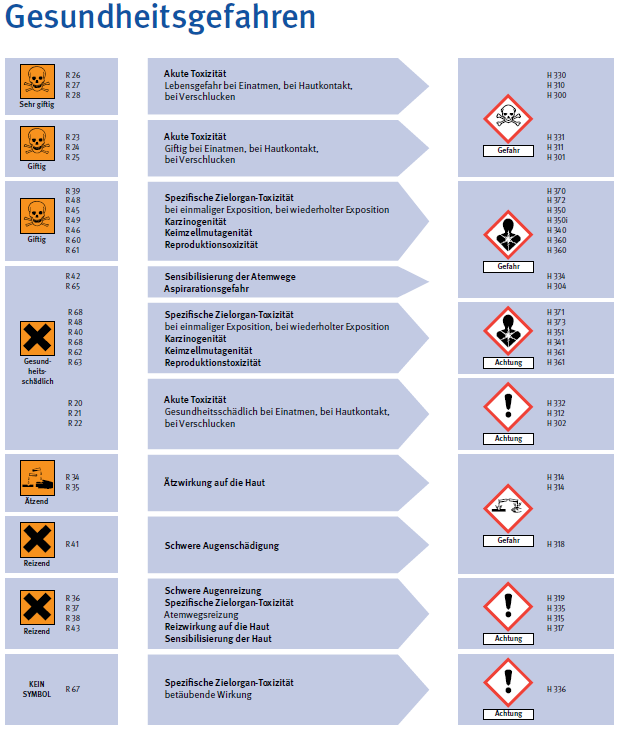 Gesundheitsgefahren
Sehr giftig
R 26
R 27
R 28
Akute Toxizität
Lebensgefahr bei Einatmen, bei Hautkontakt,
bei Verschlucken
H 330
H 310
H 300
Giftig
R 23
R 24
R 25
Akute Toxizität
Giftig bei Einatmen, bei Hautkontakt,
bei Verschlucken
Gefahr
H 331
H 311
H 301
Giftig
R 39
R 48
R 45
R 49
R 46
R 60
R 61
Spezifische Zielorgan-Toxizität
bei einmaliger Exposition, bei wiederholter Exposition
Karzinogenität
Keimzellmutagenität
Reproduktionsoxizität
Gefahr
H 370
H 372
H 350
H 350i
H 340
H 360
H 360
R 42
R 65
Sensibilisierung der Atemwege
Aspirarationsgefahr
H 334
H 304
Gesund-
heits-
schädlich
R 68
R 48
R 40
R 68
R 62
R 63
Spezifische Zielorgan-Toxizität
bei einmaliger Exposition, bei wiederholter Exposition
Karzinogenität
Keimzellmutagenität
Reproduktionstoxizität
Achtung
H 371
H 373
H 351
H 341
H 361
H 361
R 20
R 21
R 22
Akute Toxizität
Gesundheitsschädlich bei Einatmen, bei Hautkontakt,
bei Verschlucken
Achtung
H 332
H 312
H 302
Ätzend
R 34
R 35
Ätzwirkung auf die Haut
H 314
H 314
Reizend
R 41
Schwere Augenschädigung
Gefahr
H 318
Reizend
R 36
R 37
R 38
R 43
Schwere Augenreizung
Spezifische Zielorgan-Toxizität
Atemwegsreizung
Reizwirkung auf die Haut
Sensibilisierung der Haut
Achtung
H 319
H 335
H 315
H 317
KEIN
SYMBOL
R 67
Spezifische Zielorgan-Toxizität
betäubende Wirkung
Achtung
H 336